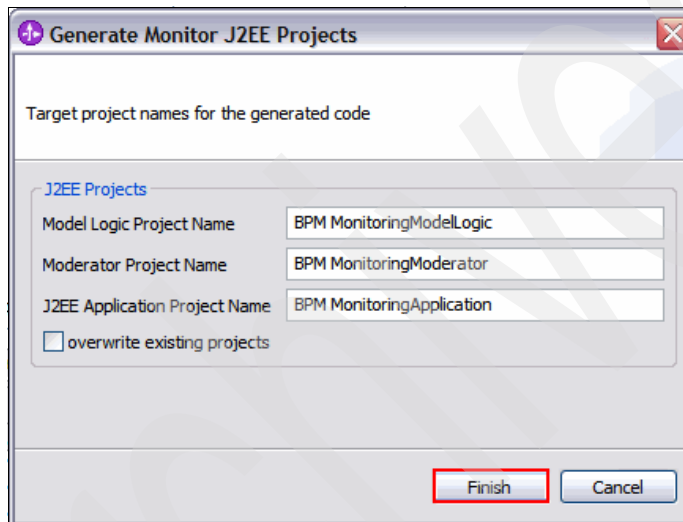 Generate Monitor J2EE Projects
Target project names for the generated code
J2EE Projects
Model Logic Project Name BPM MonitoringModelLogic
Moderator Project Name BPM MonitoringModerator
J2EE Application Project Name BPM MonitoringApplication
overwrite existing projects
Finish Cancel